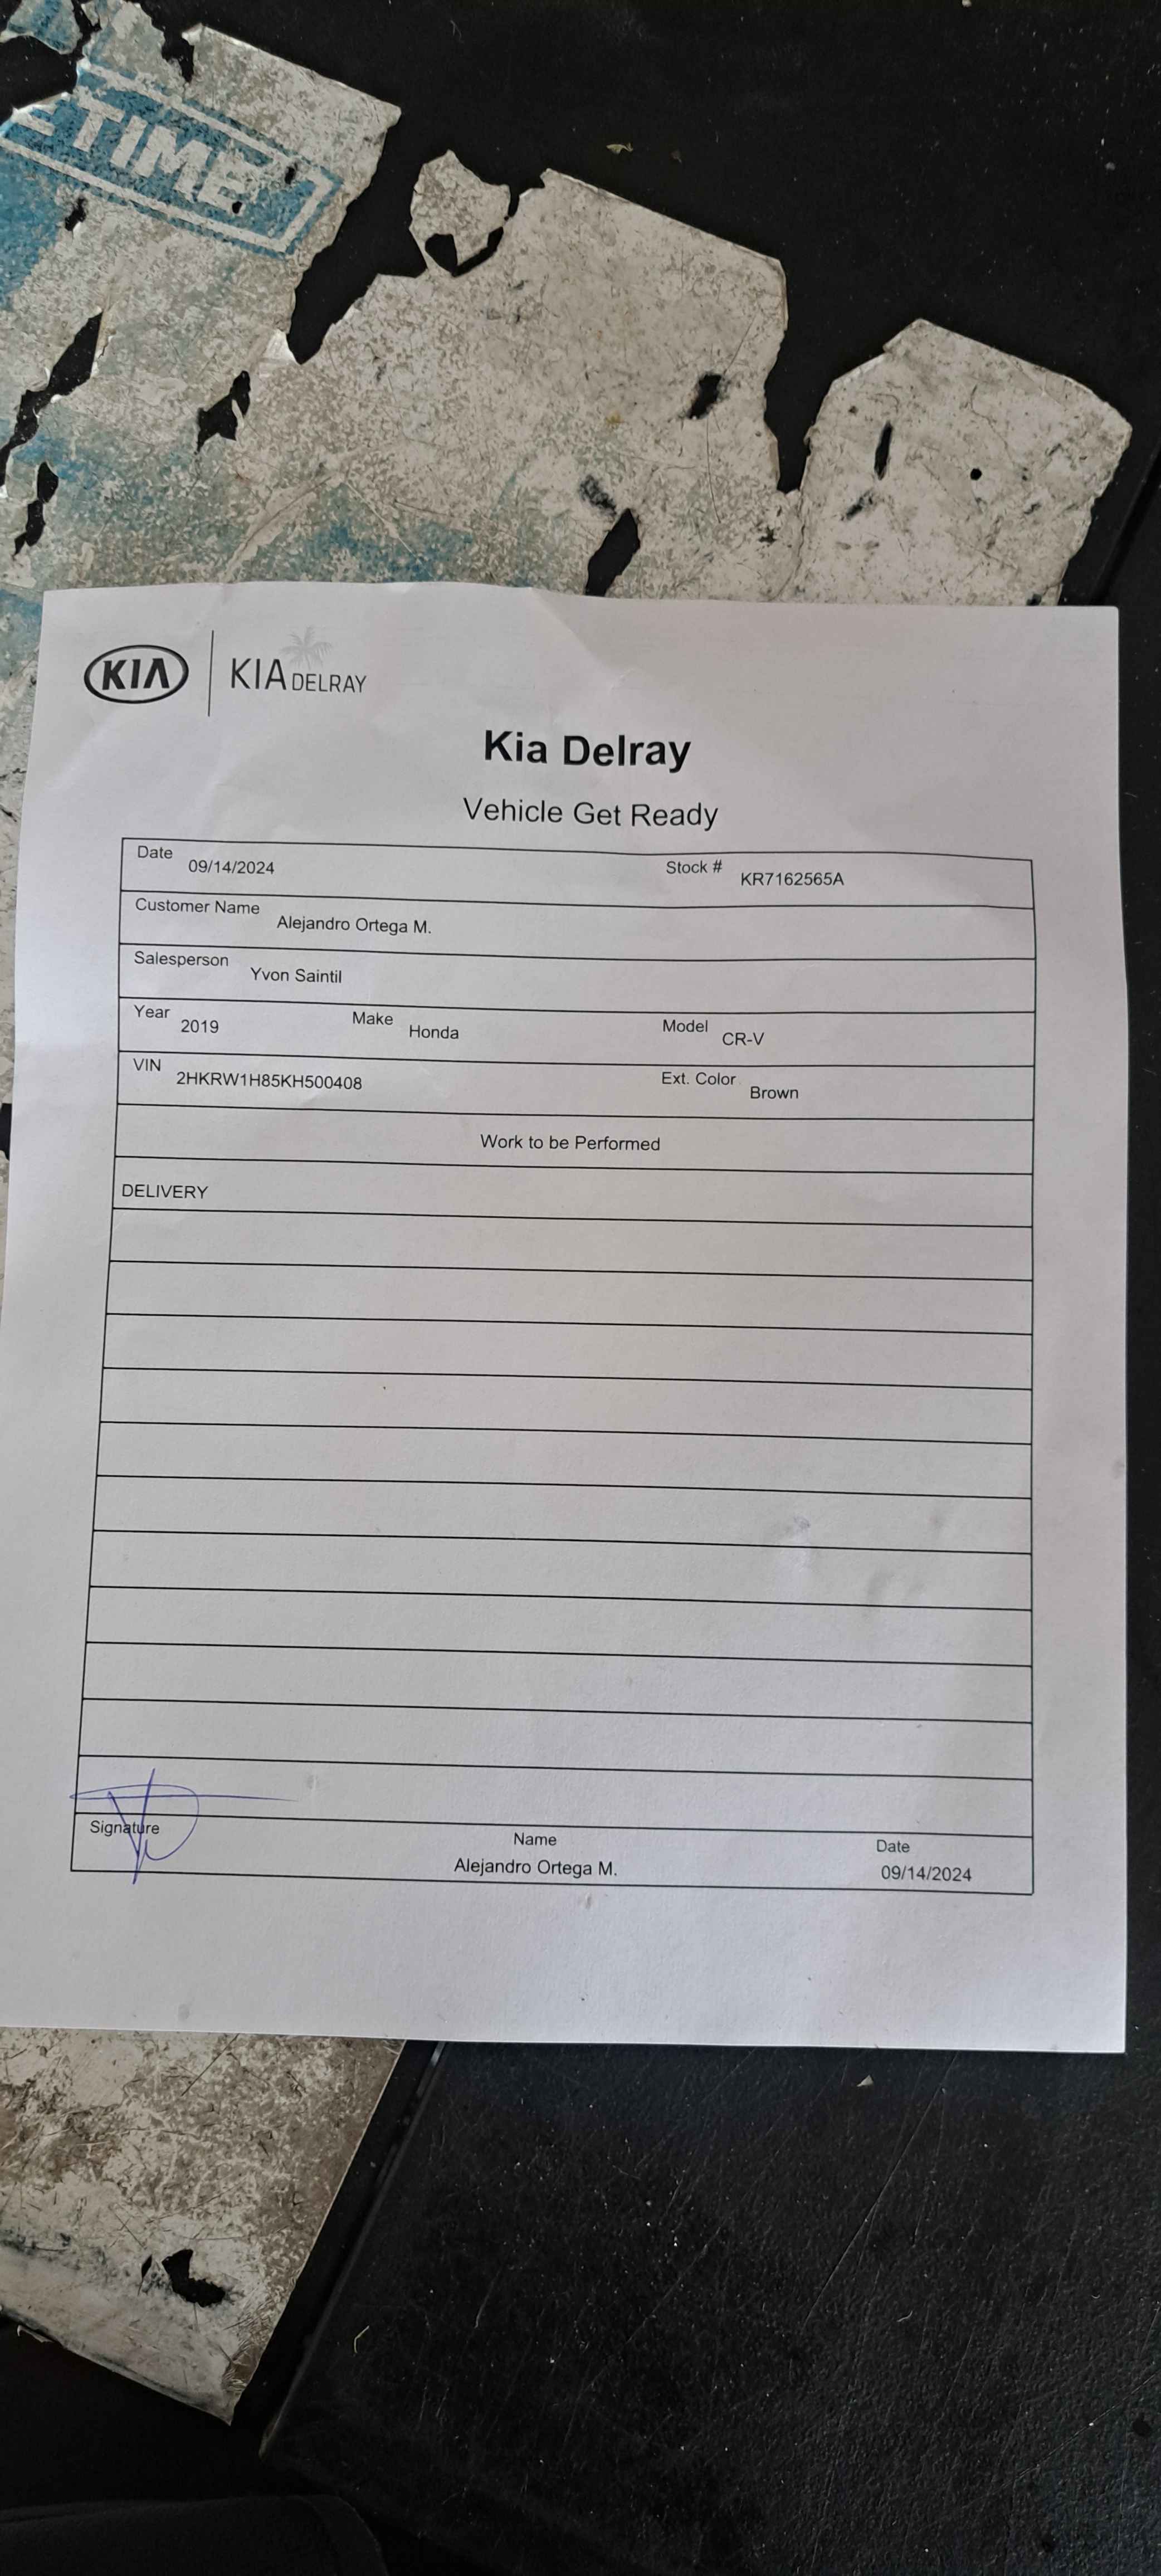 TIME
KIA KIA DELRAY
Kia Delray
Vehicle Get Ready
Date 09/14/2024 Stock # KR7162565A
Customer Name Alejandro Ortega M.
Salesperson Yvon Saintil
Year 2019 Make Honda Model CR-V
VIN 2HKRW1H85KH500408 Ext. Color Brown
Work to be Performed
DELIVERY
Signature Name Date
Alejandro Ortega M. 09/14/2024